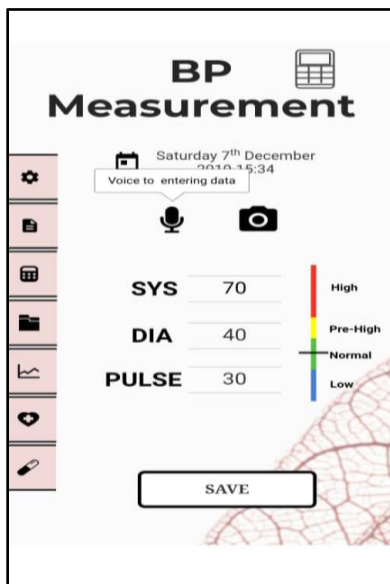 BP
Measurement
Saturday 7th December
2019 15:34
Voice to entering data
SYS 70
DIA 40
PULSE 30
High
Pre-High
Normal
Low
SAVE